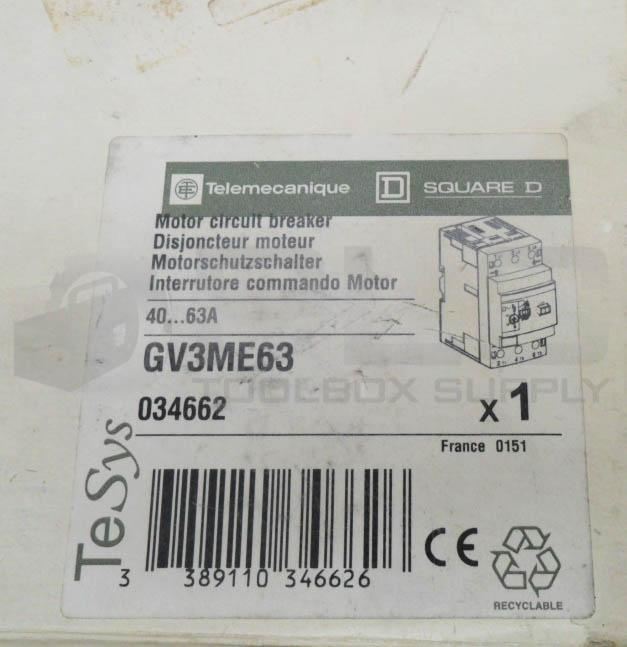 Telemecanique SQUARE D
Motor circuit breaker
Disjoncteur moteur
Motorschutzschalter
Interrutore commando Motor
40...63A
GV3ME63
TOOLBOX SUPPLY
034662 x 1
France 0151
TeSys
3 389110 346626
CE
RECYCLABLE